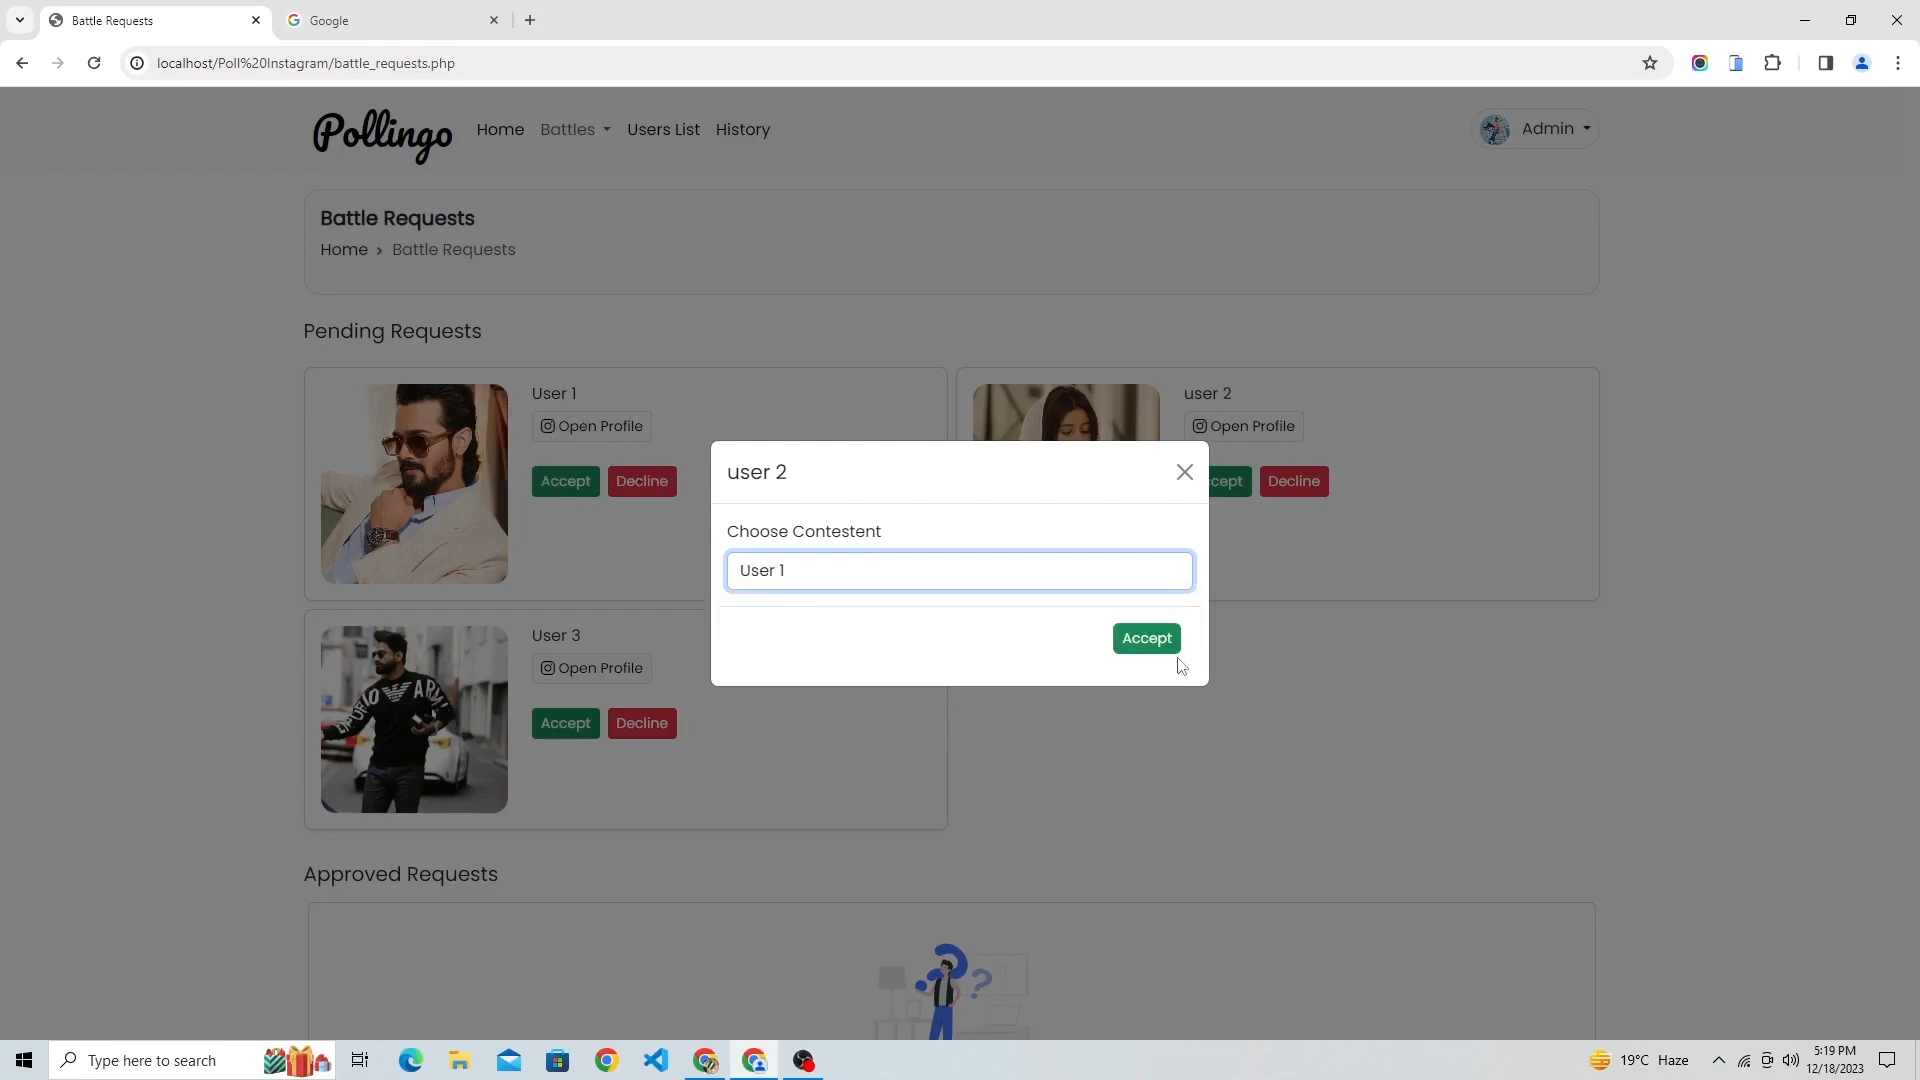 Battle Requests
Google
localhost/Poll%20Instagram/battle_requests.php
Pollingo
Home
Battles
Users List
History
Admin
Battle Requests
Home › Battle Requests
Pending Requests
User 1
Open Profile
Accept
Decline
user 2
Open Profile
cept
Decline
user 2
Choose Contestent
User 1
Accept
User 3
Open Profile
Accept
Decline
Approved Requests
Type here to search
19°C Haze
5:19 PM
12/18/2023